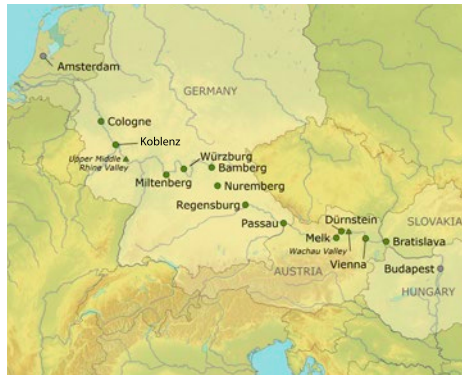 Amsterdam
GERMANY
Cologne
Koblenz
Upper Middle
Rhine Valley
Würzburg
Bamberg
Miltenberg
Nuremberg
Regensburg
Passau
Dürnstein
SLOVAKIA
Melk
Wachau Valley
Bratislava
Vienna
AUSTRIA
Budapest
HUNGARY